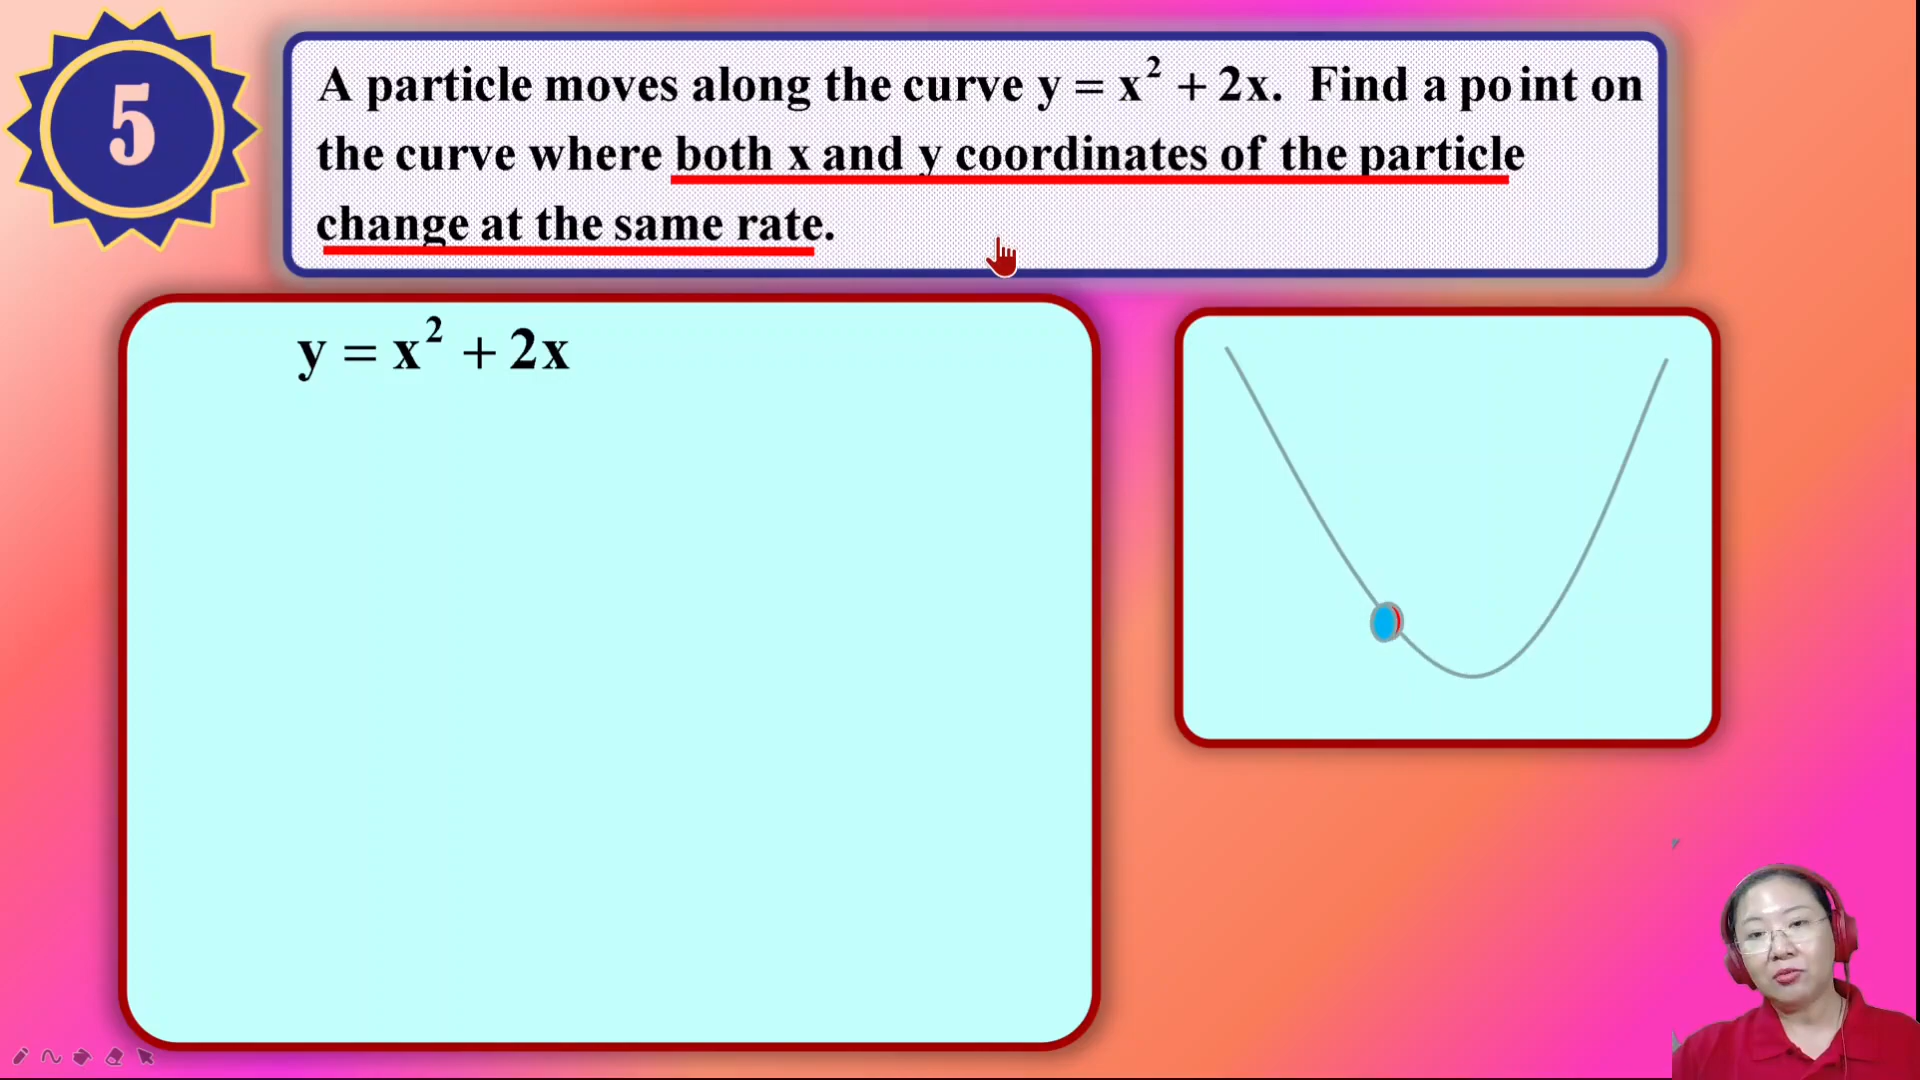 5
A particle moves along the curve y = x² + 2x. Find a point on
the curve where both x and y coordinates of the particle
change at the same rate.
y = x² + 2x